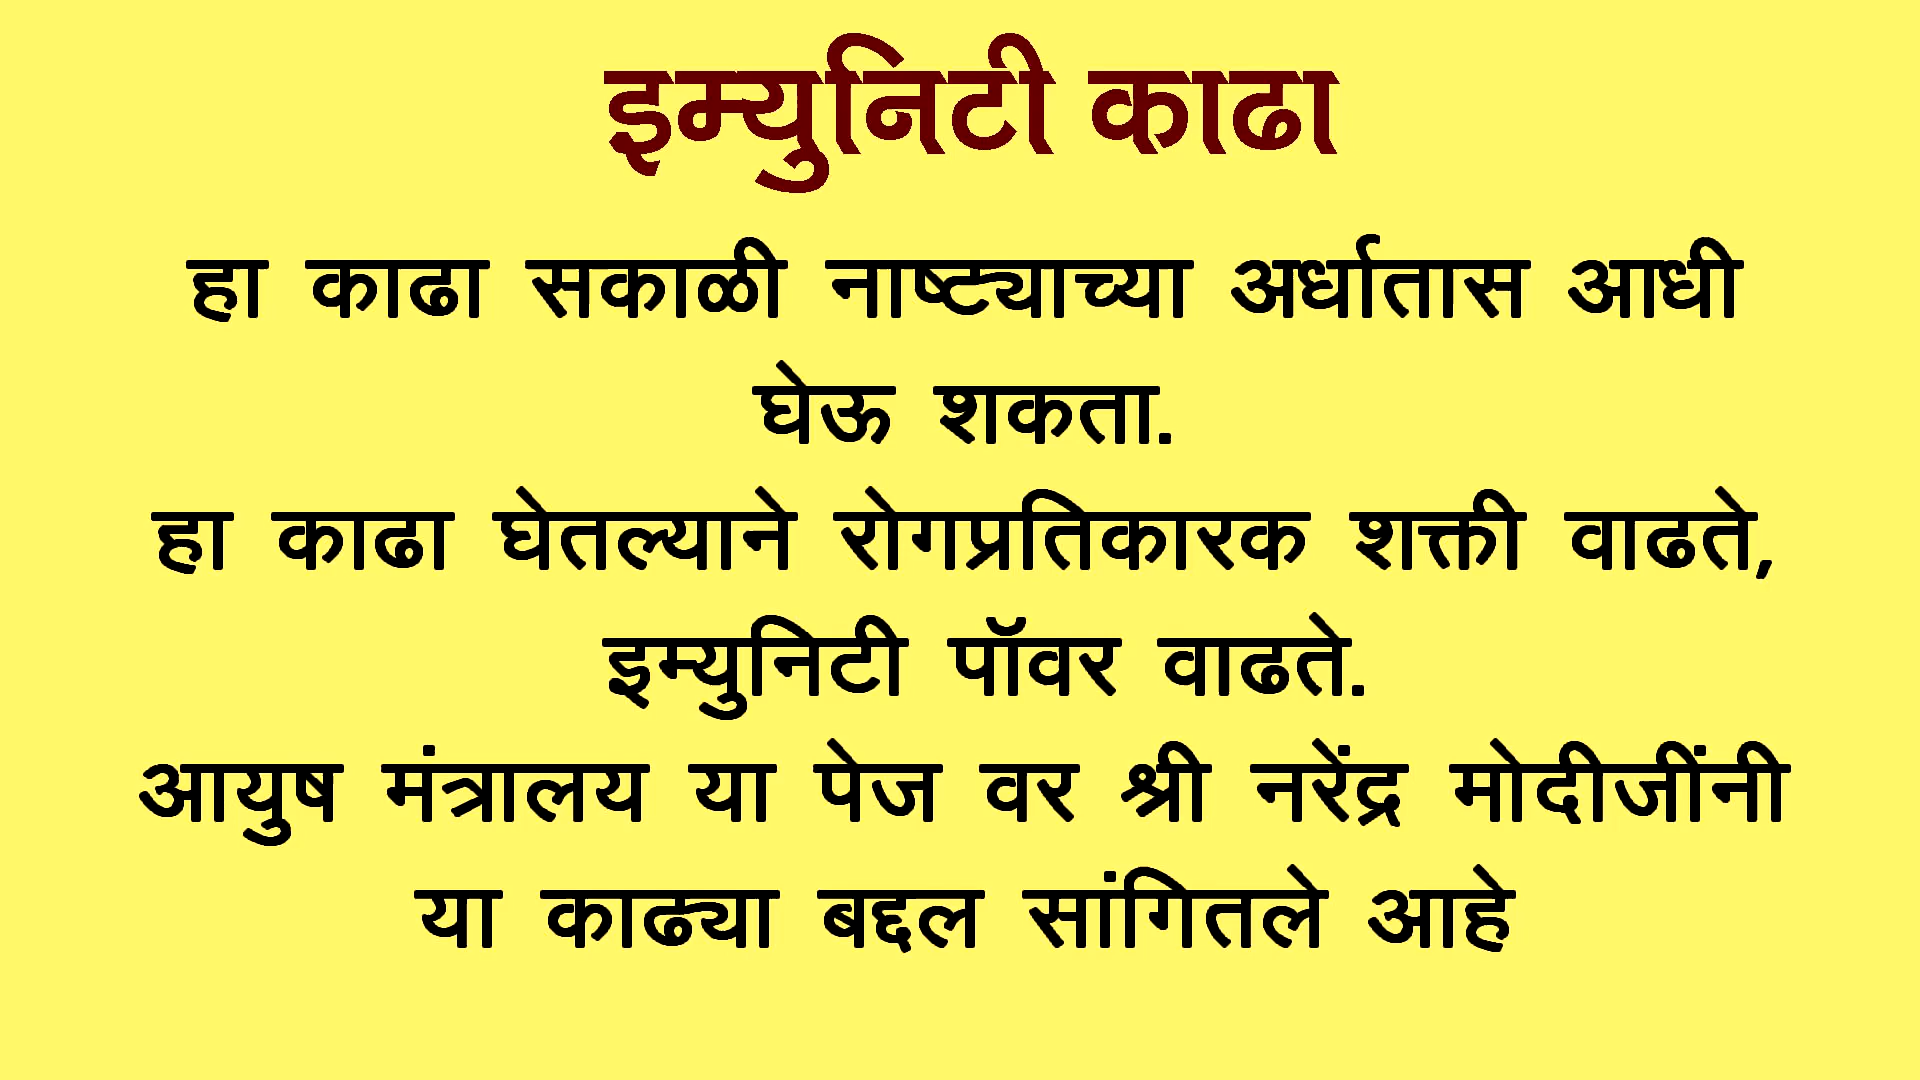 इम्युनिटी काढा
हा काढा सकाळी नाष्ट्याच्या अर्धातास आधी
घेऊ शकता.
हा काढा घेतल्याने रोगप्रतिकारक शक्ती वाढते,
इम्युनिटी पॉवर वाढते.
आयुष मंत्रालय या पेज वर श्री नरेंद्र मोदीजींनी
या काढ्या बद्दल सांगितले आहे